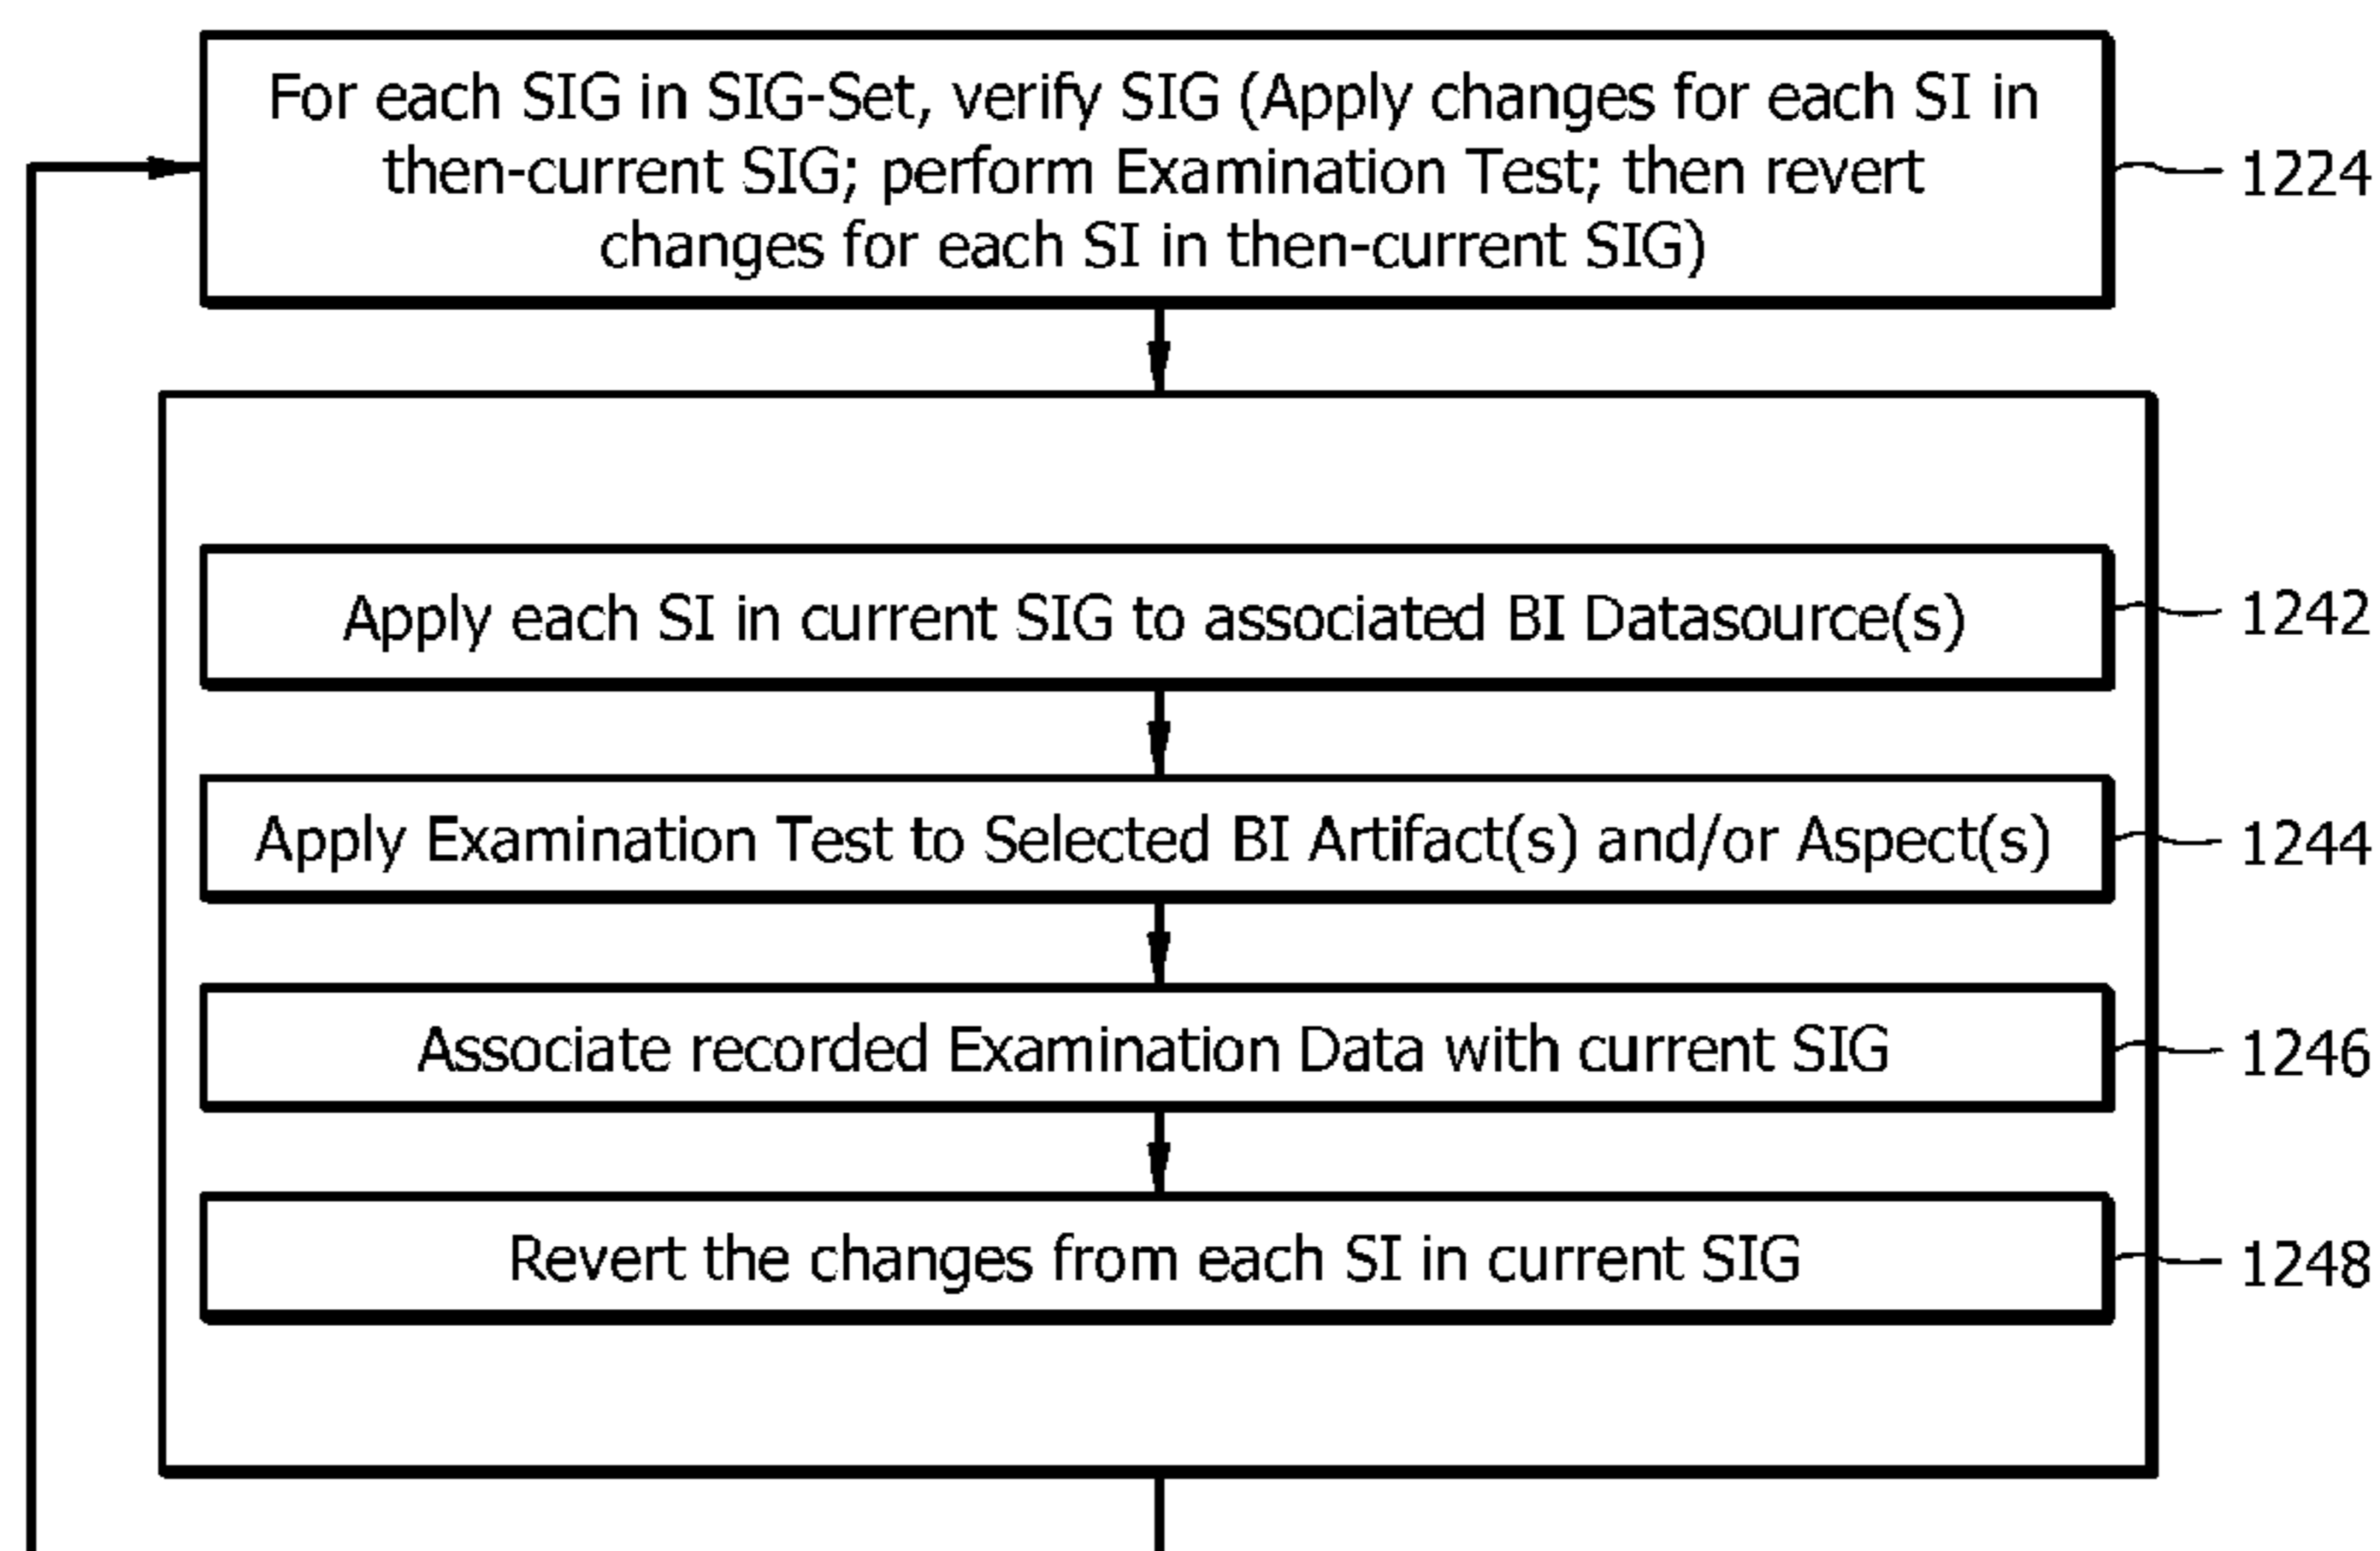 For each SIG in SIG-Set, verify SIG (Apply changes for each SI in
then-current SIG; perform Examination Test; then revert
changes for each SI in then-current SIG)
1224
Apply each SI in current SIG to associated BI Datasource(s)
1242
Apply Examination Test to Selected BI Artifact(s) and/or Aspect(s)
1244
Associate recorded Examination Data with current SIG
1246
Revert the changes from each SI in current SIG
1248